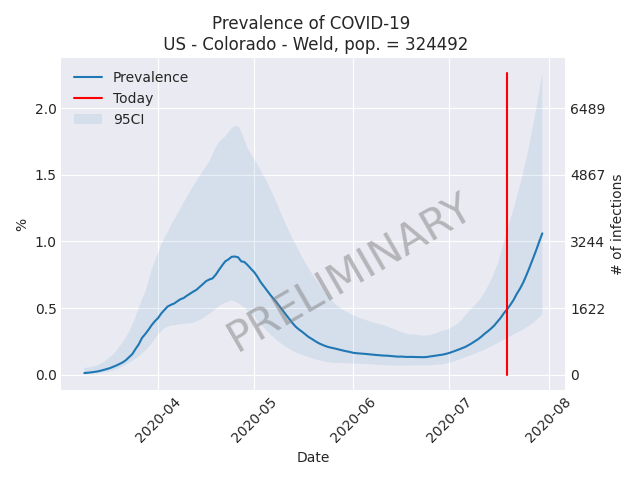 Prevalence of COVID-19
US - Colorado - Weld, pop. = 324492
Prevalence
Today
95CI
2.0
1.5
1.0
0.5
0.0
%
6489
4867
3244
1622
0
# of infections
PRELIMINARY
2020-04
2020-05
2020-06
2020-07
2020-08
Date